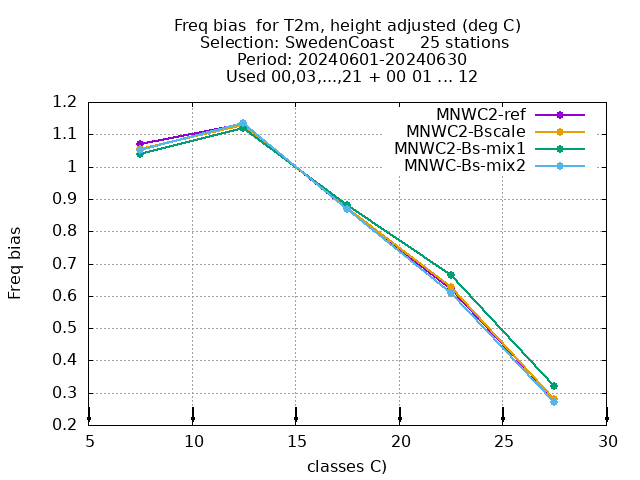 Freq bias  for T2m, height adjusted (deg C)
Selection: SwedenCoast     25 stations
Period: 20240601-20240630
Used 00,03,...,21 + 00 01 ... 12
MNWC2-ref
MNWC2-Bscale
MNWC2-Bs-mix1
MNWC-Bs-mix2
Freq bias
1.2
1.1
1
0.9
0.8
0.7
0.6
0.5
0.4
0.3
0.2
5 10 15 20 25 30
classes C)